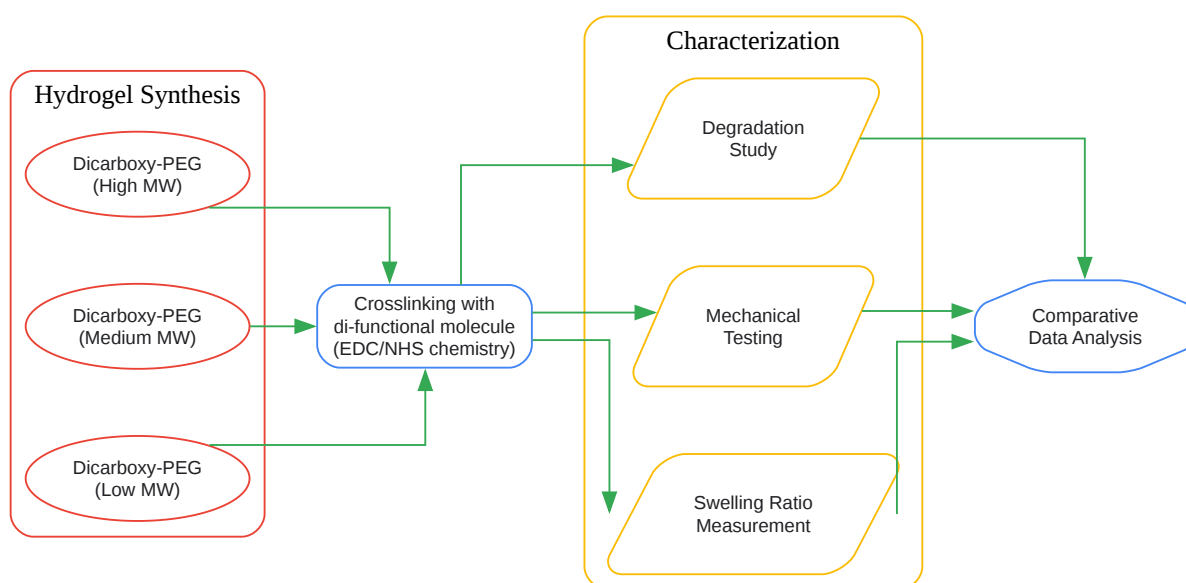 Hydrogel Synthesis
Dicarboxy-PEG
(High MW)
Dicarboxy-PEG
(Medium MW)
Dicarboxy-PEG
(Low MW)
Crosslinking with
di-functional molecule
(EDC/NHS chemistry)
Characterization
Degradation
Study
Mechanical
Testing
Swelling Ratio
Measurement
Comparative
Data Analysis